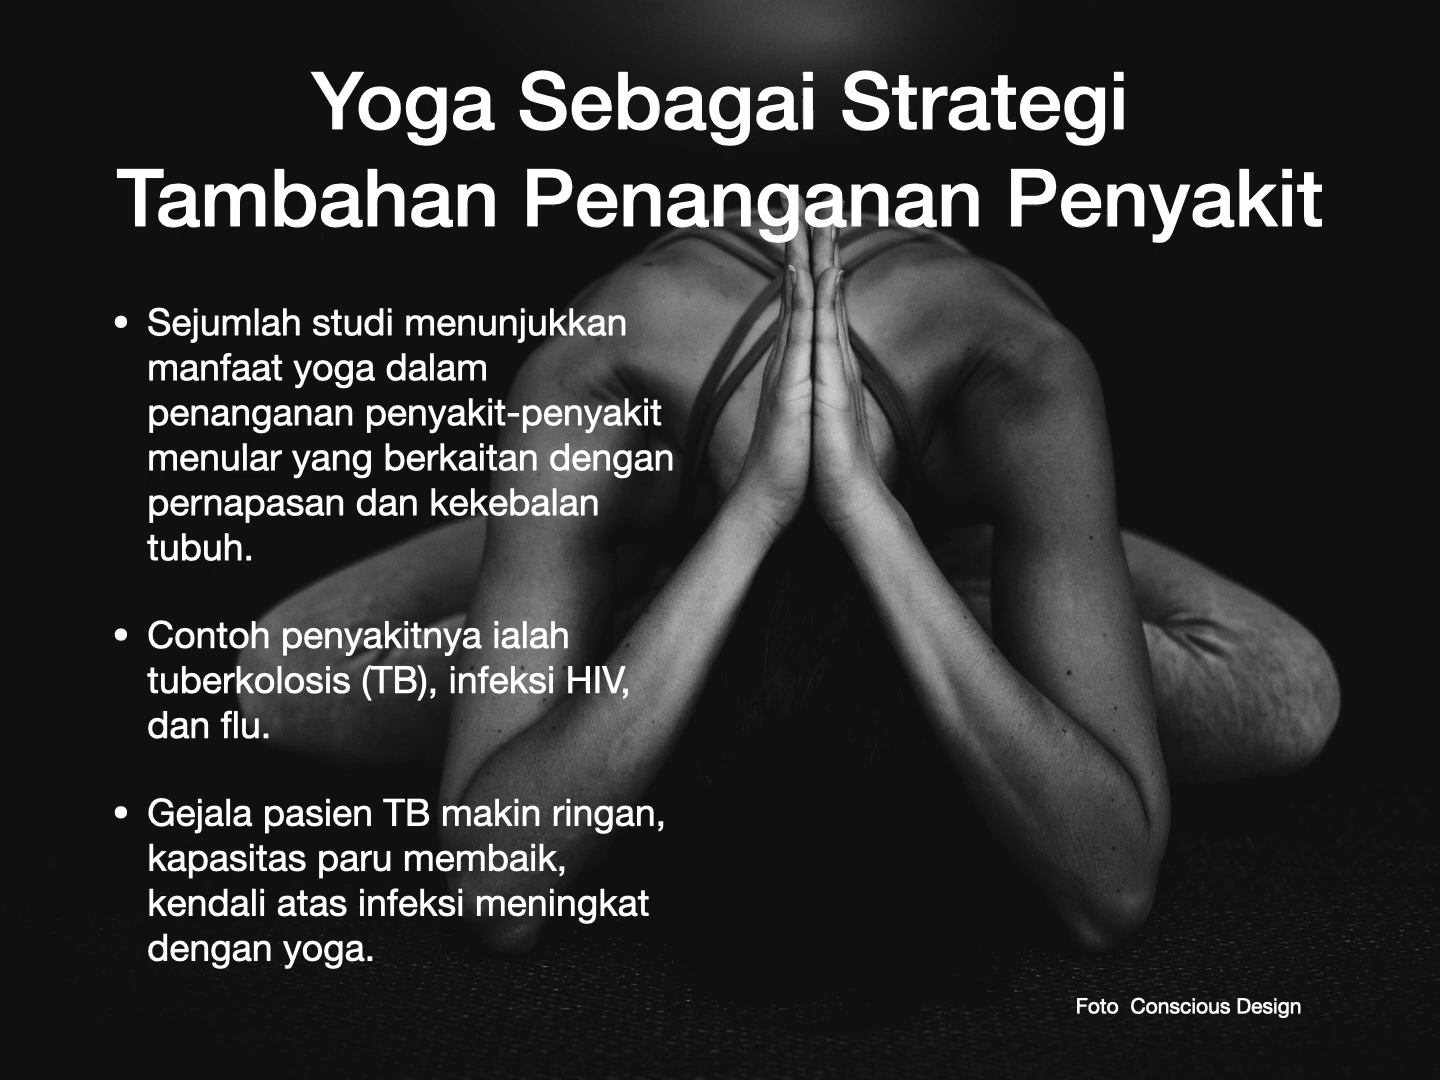 Yoga Sebagai Strategi
Tambahan Penanganan Penyakit
• Sejumlah studi menunjukkan
manfaat yoga dalam
penanganan penyakit-penyakit
menular yang berkaitan dengan
pernapasan dan kekebalan
tubuh.
• Contoh penyakitnya ialah
tuberkolosis (TB), infeksi HIV,
dan flu.
• Gejala pasien TB makin ringan,
kapasitas paru membaik,
kendali atas infeksi meningkat
dengan yoga.
Foto  Conscious Design